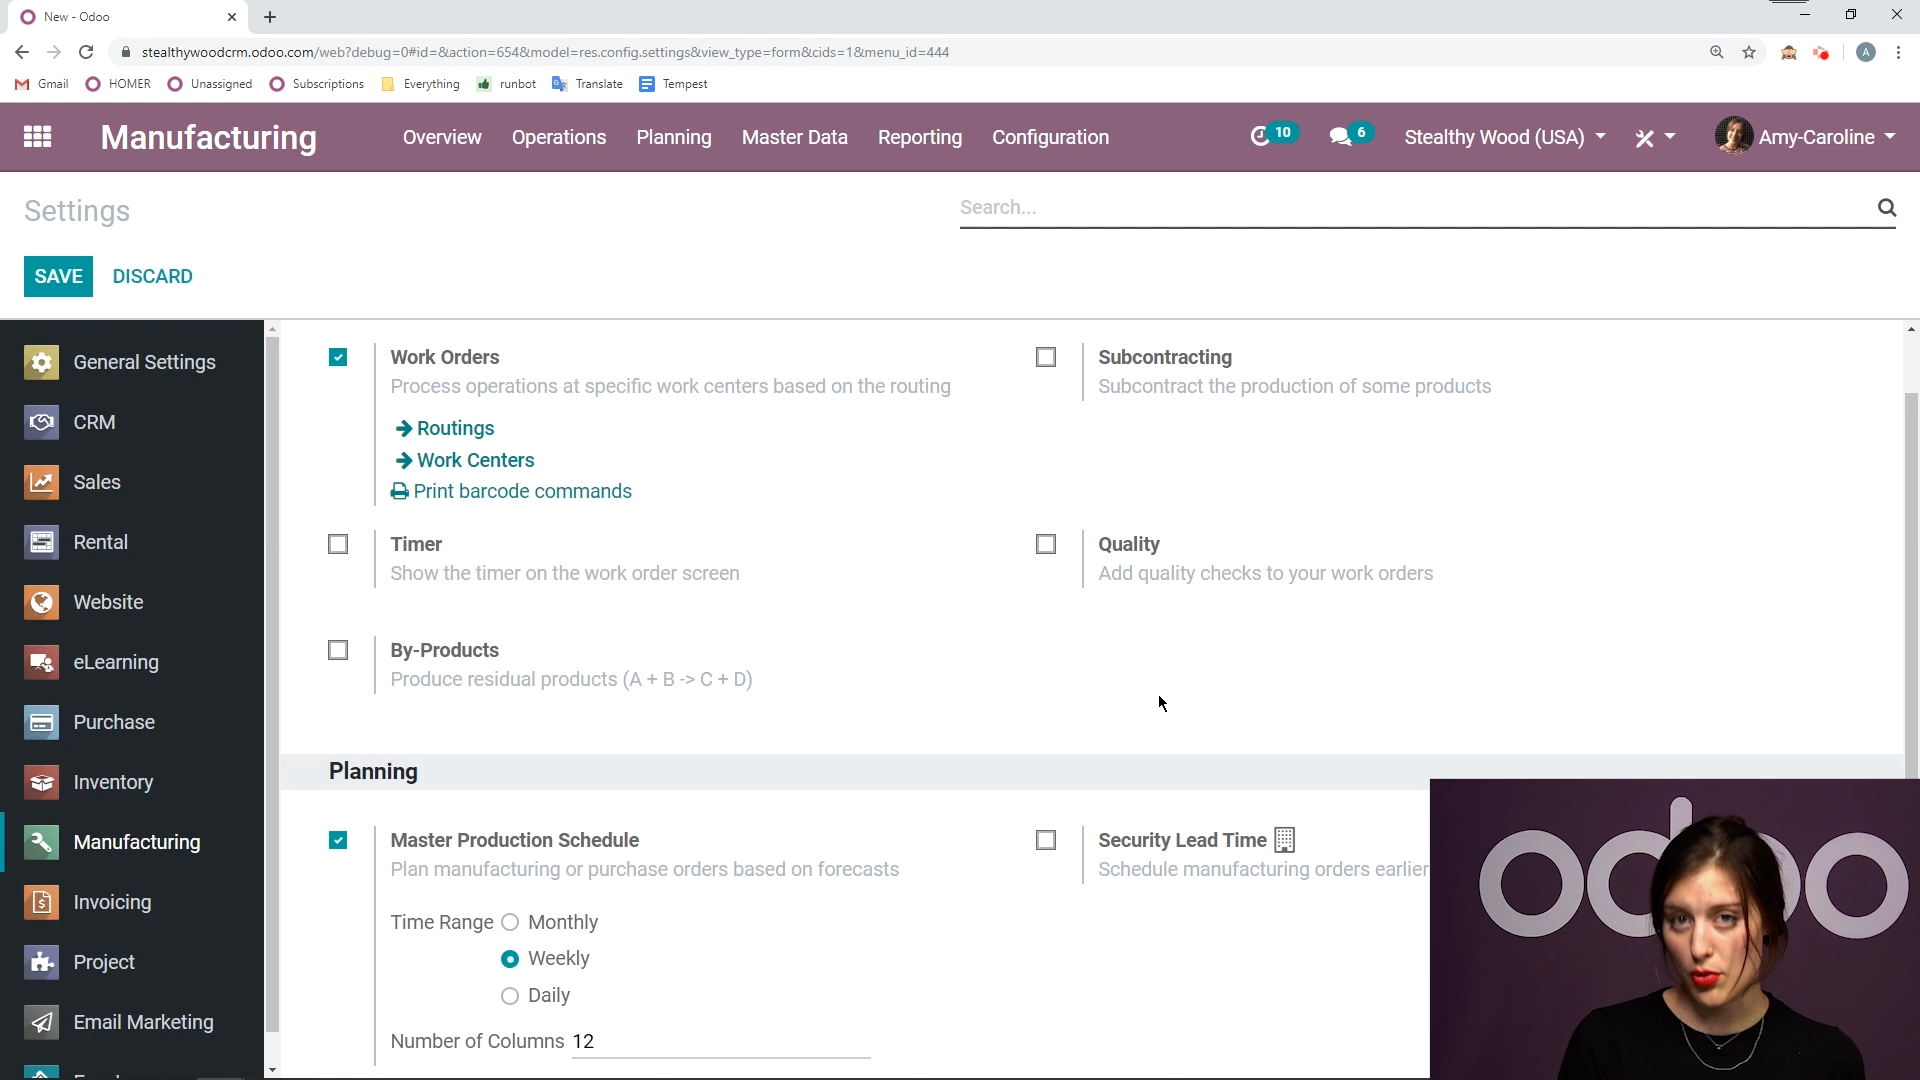 New - Odoo
stealthywoodcrm.odoo.com/web?debug=0#id=&action=654&model=res.config.settings&view_type=form&cids=1&menu_id=444
A
Gmail HOMER Unassigned Subscriptions Everything runbot Translate Tempest
Manufacturing Overview Operations Planning Master Data Reporting Configuration 10 6 Stealthy Wood (USA) Amy-Caroline
Settings
Search...
SAVE DISCARD
General Settings
CRM
Sales
Rental
Website
eLearning
Purchase
Inventory
Manufacturing
Invoicing
Project
Email Marketing
Work Orders
Process operations at specific work centers based on the routing
Routings
Work Centers
Print barcode commands
Subcontracting
Subcontract the production of some products
Timer
Show the timer on the work order screen
Quality
Add quality checks to your work orders
By-Products
Produce residual products (A + B -> C + D)
Planning
Master Production Schedule
Plan manufacturing or purchase orders based on forecasts
Time Range Monthly
Weekly
Daily
Number of Columns 12
Security Lead Time
Schedule manufacturing orders earlier
odoo